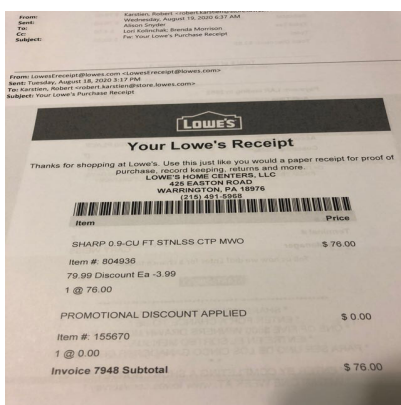 From: Karstien, Robert
Sent: Wednesday, August 19, 2020 6:37 AM
To: Alison Snyder
Cc: Lori Kolinchak; Brenda Morrison
Subject: Fw: Your Lowe's Purchase Receipt
From: LowesEreceipt@lowes.com <LowesEreceipt@lowes.com>
Sent: Tuesday, August 18, 2020 3:17 PM
To: Karstien, Robert <robert.karstien@store.lowes.com>
Subject: Your Lowe's Purchase Receipt
LOWE'S
Your Lowe's Receipt
Thanks for shopping at Lowe's. Use this just like you would a paper receipt for proof of
purchase, record keeping, returns and more.
LOWE'S HOME CENTERS, LLC
425 EASTON ROAD
WARRINGTON, PA 18976
(215) 491-5968
Item Price
SHARP 0.9-CU FT STNLSS CTP MWO $ 76.00
Item #: 804936
79.99 Discount Ea -3.99
1 @ 76.00
PROMOTIONAL DISCOUNT APPLIED $ 0.00
Item #: 155670
1 @ 0.00
Invoice 7948 Subtotal $ 76.00